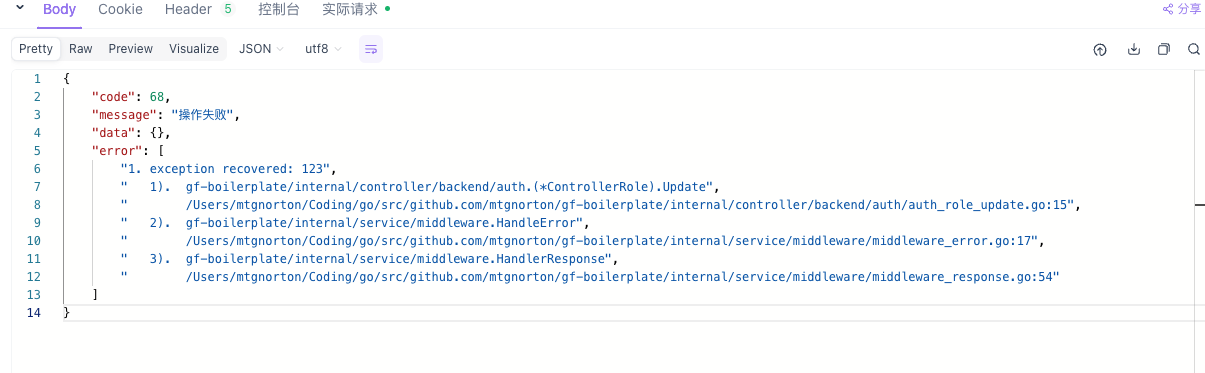 Body Cookie Header 5 控制台 实际请求 分享
Pretty Raw Preview Visualize JSON utf8
1 {
2 "code": 68,
3 "message": "操作失败",
4 "data": {},
5 "error": [
6 "1. exception recovered: 123",
7 "   1).  gf-boilerplate/internal/controller/backend/auth.(*ControllerRole).Update",
8 "        /Users/mtgnorton/Coding/go/src/github.com/mtgnorton/gf-boilerplate/internal/controller/backend/auth/auth_role_update.go:15",
9 "   2).  gf-boilerplate/internal/service/middleware.HandleError",
10 "        /Users/mtgnorton/Coding/go/src/github.com/mtgnorton/gf-boilerplate/internal/service/middleware/middleware_error.go:17",
11 "   3).  gf-boilerplate/internal/service/middleware.HandlerResponse",
12 "        /Users/mtgnorton/Coding/go/src/github.com/mtgnorton/gf-boilerplate/internal/service/middleware/middleware_response.go:54"
13 ]
14 }